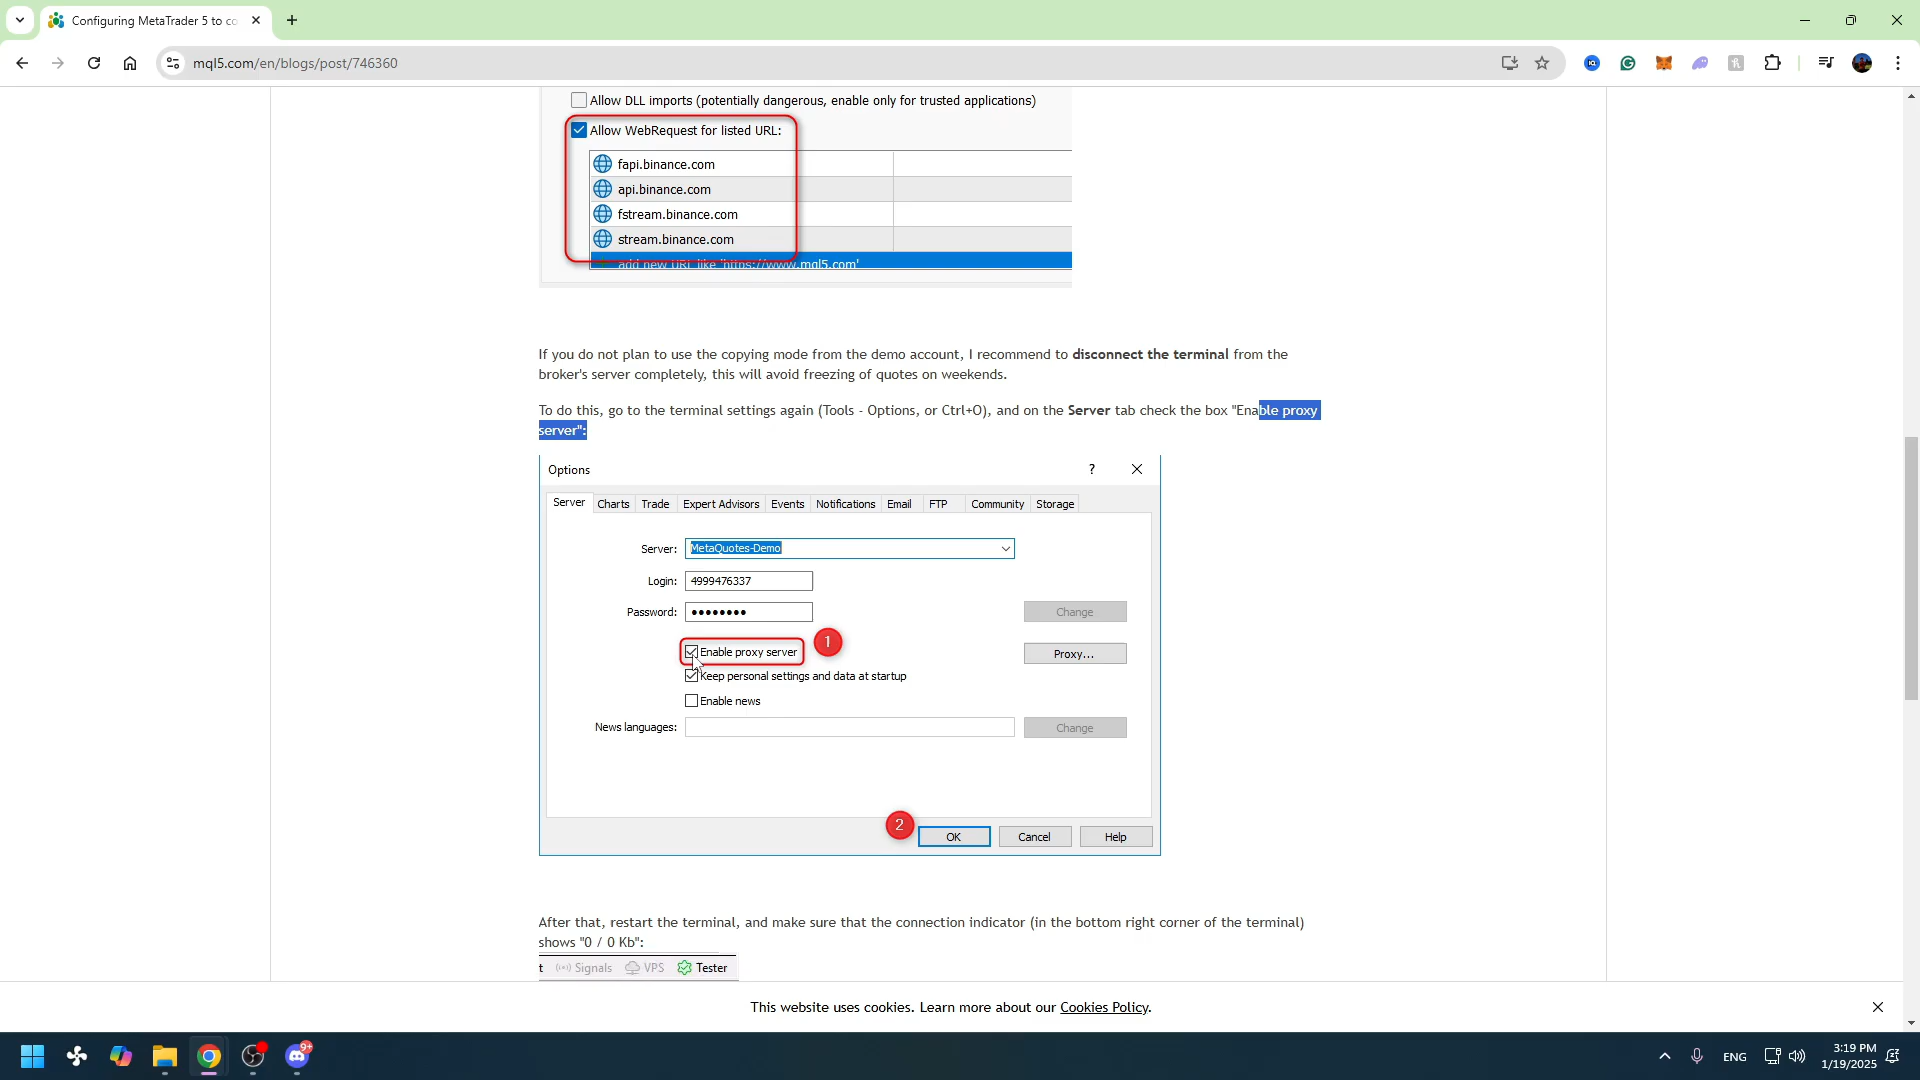 Configuring MetaTrader 5 to co
mql5.com/en/blogs/post/746360
Allow DLL imports (potentially dangerous, enable only for trusted applications)
Allow WebRequest for listed URL:
fapi.binance.com
api.binance.com
fstream.binance.com
stream.binance.com
add new URL like 'https://www.mql5.com'
If you do not plan to use the copying mode from the demo account, I recommend to disconnect the terminal from the
broker's server completely, this will avoid freezing of quotes on weekends.
To do this, go to the terminal settings again (Tools - Options, or Ctrl+O), and on the Server tab check the box "Enable proxy
server":
Options ?
Server Charts Trade Expert Advisors Events Notifications Email FTP Community Storage
Server: MetaQuotes-Demo
Login: 4999476337
Password: ●●●●●●●● Change
Enable proxy server 1 Proxy...
Keep personal settings and data at startup
Enable news
News languages: Change
2 OK Cancel Help
After that, restart the terminal, and make sure that the connection indicator (in the bottom right corner of the terminal)
shows "0 / 0 Kb":
t Signals VPS Tester
This website uses cookies. Learn more about our Cookies Policy.
9+
ENG
3:19 PM
1/19/2025